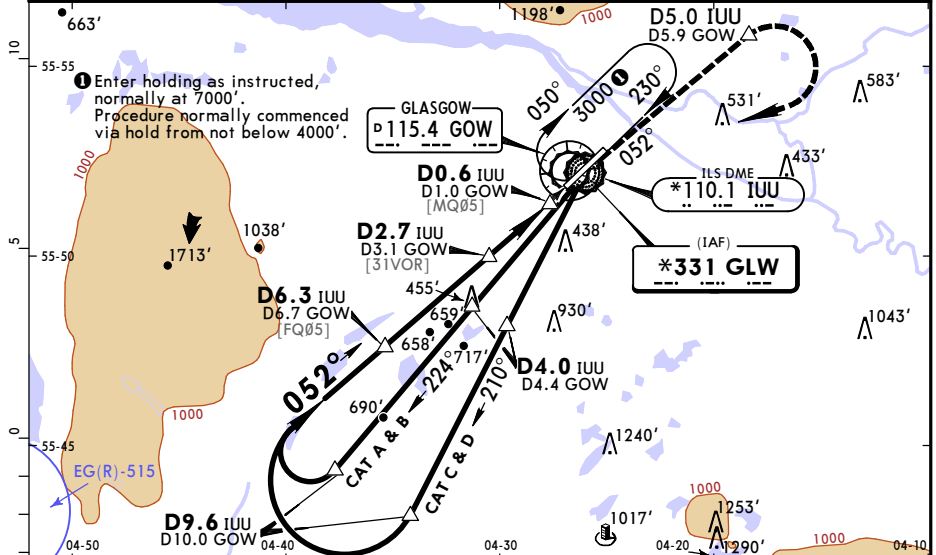 663'
1198'
1000
D5.0 IUU
D5.9 GOW
10
55-55
❶ Enter holding as instructed,
normally at 7000'.
Procedure normally commenced
via hold from not below 4000'.
583'
531'
433'
050°
3000 ❶
230°
052°
GLASGOW
D 115.4 GOW
ILS DME
*110.1 IUU
(IAF)
*331 GLW
1000
D0.6 IUU
D1.0 GOW
[MQ05]
D2.7 IUU
D3.1 GOW
[31VOR]
D6.3 IUU
D6.7 GOW
[FQ05]
438'
1038'
1713'
5
55-50
455'
659'
658'
717'
930'
1043'
D4.0 IUU
D4.4 GOW
052°
224°
210°
690'
CAT A & B
CAT C & D
1000
1240'
0
55-45
EG(R)-515
D9.6 IUU
D10.0 GOW
1000
1253'
1017'
1290'
1000
04-50
04-40
04-30
04-20
04-10